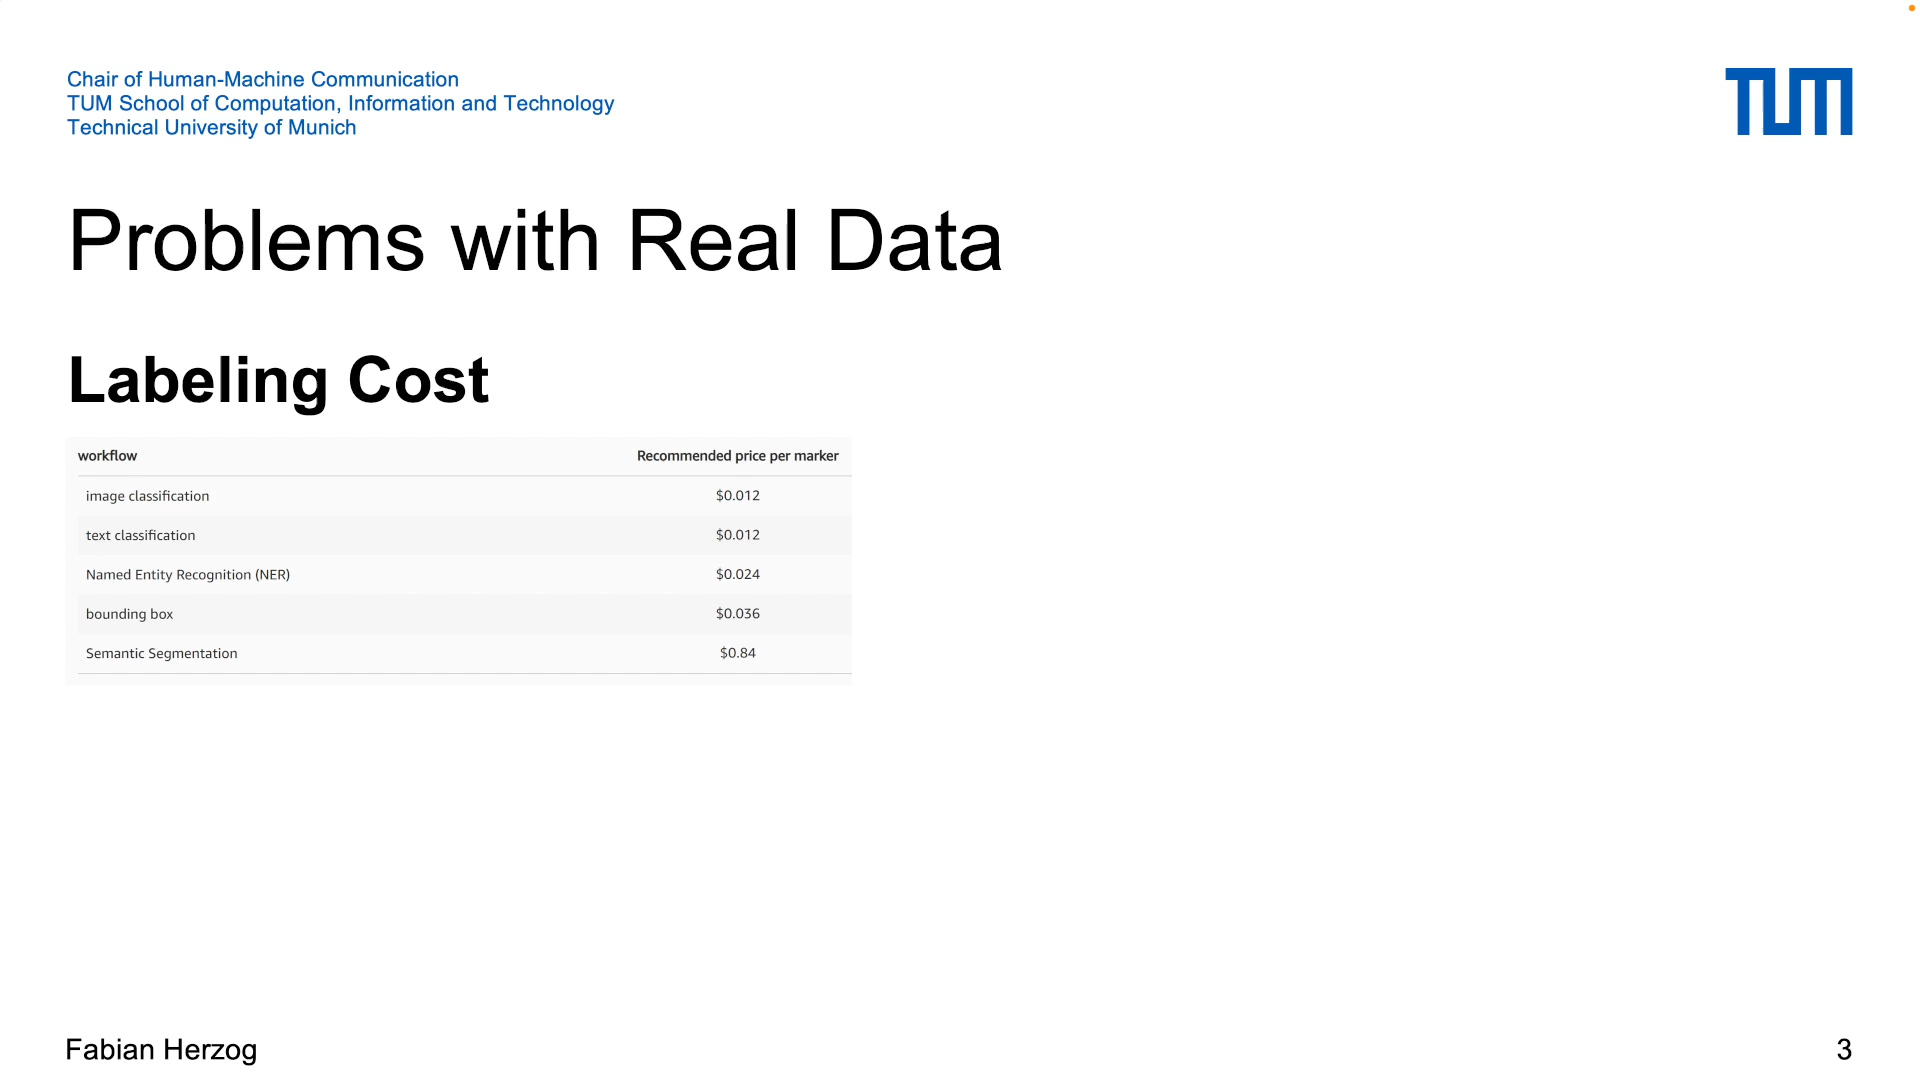 Chair of Human-Machine Communication
TUM School of Computation, Information and Technology
Technical University of Munich
TUM
Problems with Real Data
Labeling Cost
workflow Recommended price per marker
image classification $0.012
text classification $0.012
Named Entity Recognition (NER) $0.024
bounding box $0.036
Semantic Segmentation $0.84
Fabian Herzog 3